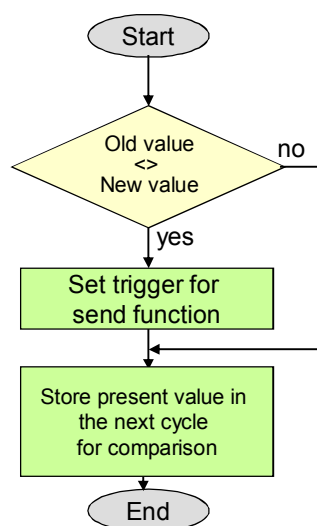 Start
Old value
<>
New value
no
yes
Set trigger for
send function
Store present value in
the next cycle
for comparison
End